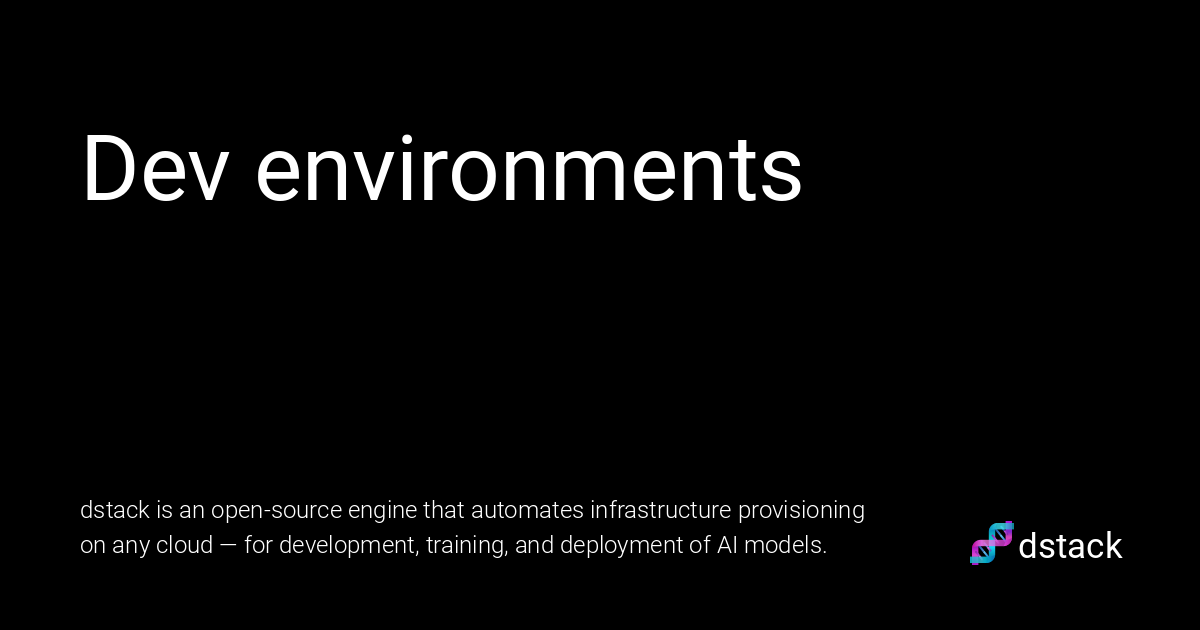 Dev environments
dstack is an open-source engine that automates infrastructure provisioning
on any cloud — for development, training, and deployment of AI models.
dstack